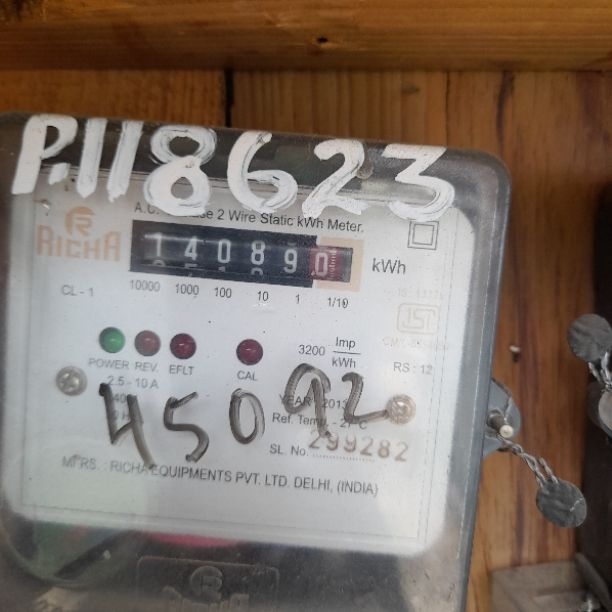 P.118623
A.C. Phase 2 Wire Static kWh Meter.
RICHA
140890 kWh
CL - 1 10000 1000 100 10 1 1/10
ISI
3200 Imp/kWh
POWER REV. EFLT CAL
RS : 12
2.5 - 10 A
45092
YEAR 2013
Ref. Temp. - 27°C
SL. No. 299282
MFRS. : RICHA EQUIPMENTS PVT. LTD. DELHI, (INDIA)